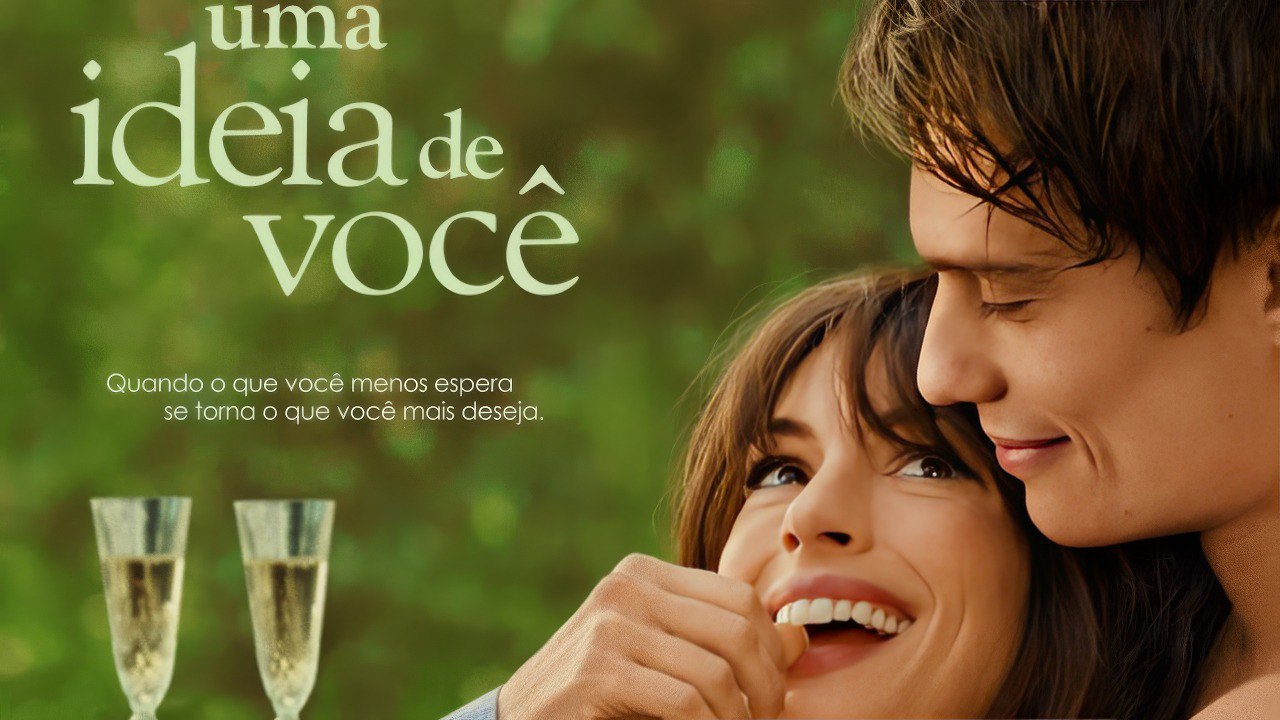 uma
ideia de
você
Quando o que você menos espera
se torna o que você mais deseja.